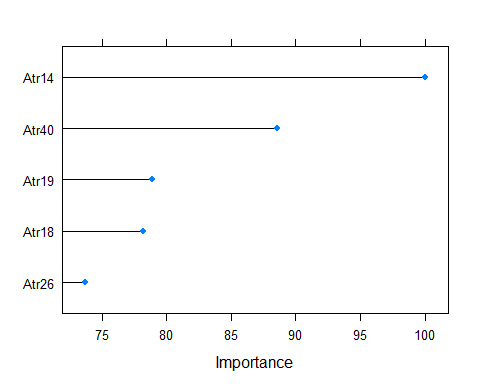 Atr14
Atr40
Atr19
Atr18
Atr26
75 80 85 90 95 100
Importance